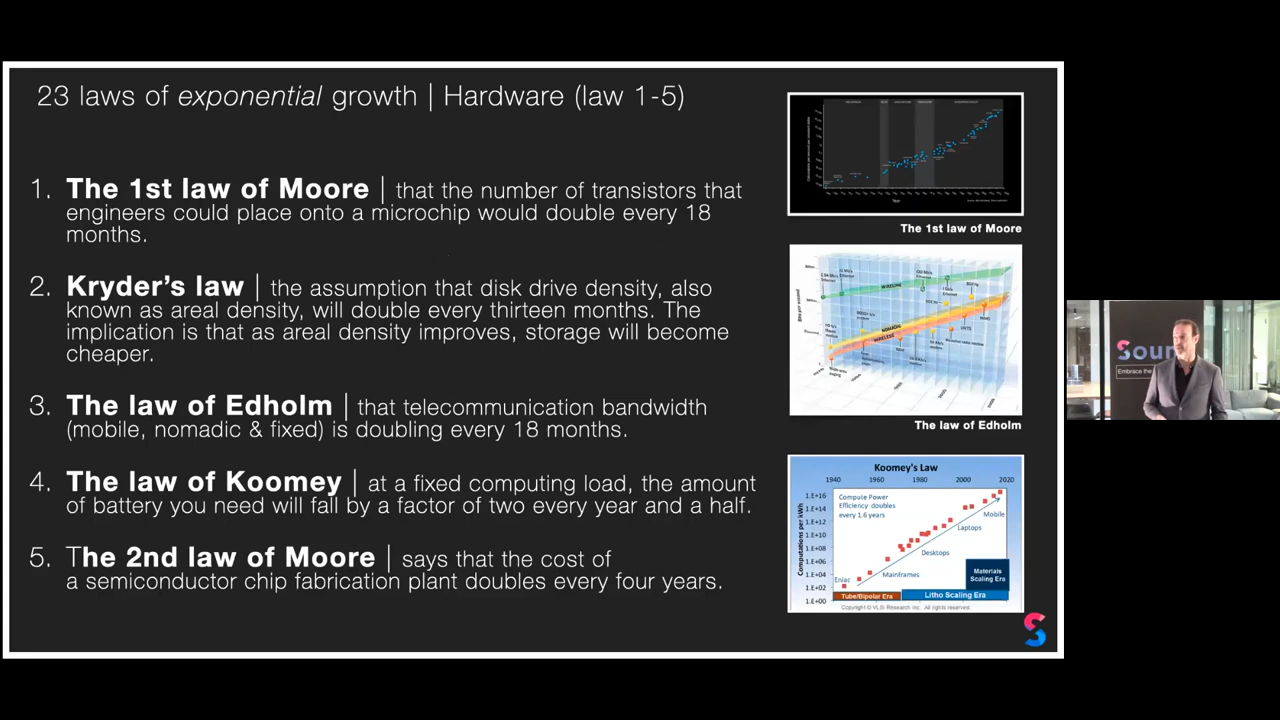 23 laws of exponential growth | Hardware (law 1-5)
1. The 1st law of Moore | that the number of transistors that
engineers could place onto a microchip would double every 18
months.
2. Kryder's law | the assumption that disk drive density, also
known as areal density, will double every thirteen months. The
implication is that as areal density improves, storage will become
cheaper.
3. The law of Edholm | that telecommunication bandwidth
(mobile, nomadic & fixed) is doubling every 18 months.
4. The law of Koomey | at a fixed computing load, the amount
of battery you need will fall by a factor of two every year and a half.
5. The 2nd law of Moore | says that the cost of
a semiconductor chip fabrication plant doubles every four years.
Year
The 1st law of Moore
WIRELINE
NOMADIC
WIRELESS
The law of Edholm
Koomey's Law
1940 1960 1980 2000 2020
Computations per kWh
1.E+16
1.E+14
1.E+12
1.E+10
1.E+08
1.E+06
1.E+04
1.E+02
1.E+00
Compute Power
Efficiency doubles
every 1.6 years
Mobile
Laptops
Desktops
Mainframes
Eniac
Materials
Scaling Era
Tube/Bipolar Era
Litho Scaling Era
Copyright © VLSI Research Inc. All rights reserved.
S
Soun
Embrace the